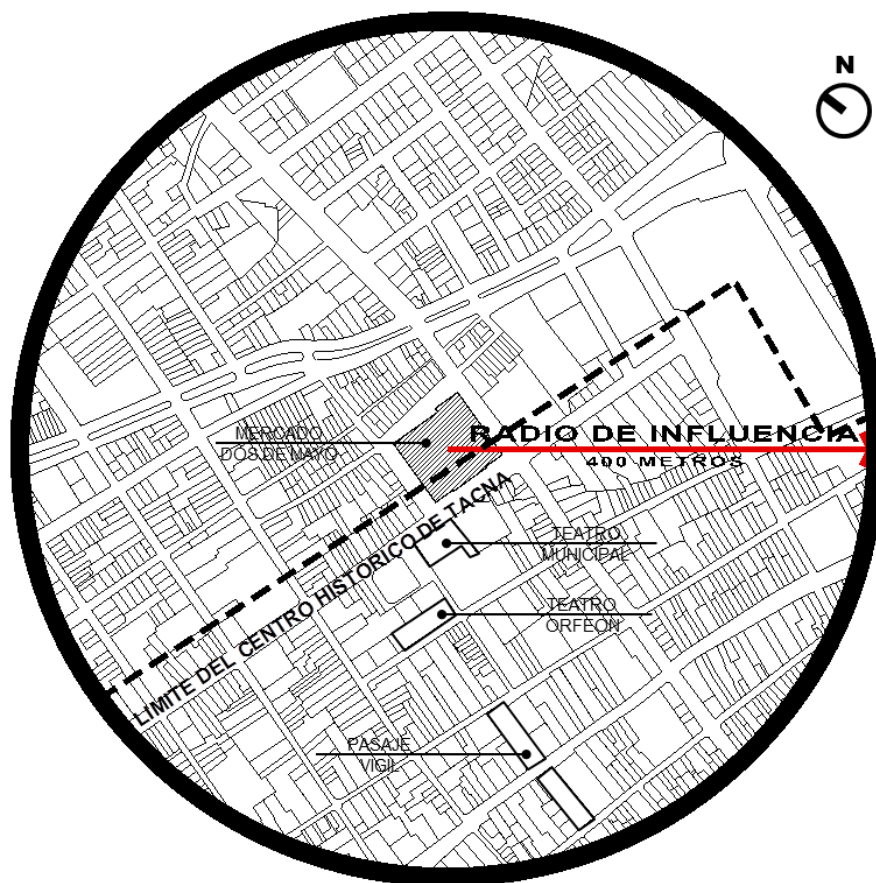 N
MERCADO
DOS DE MAYO
RADIO DE INFLUENCIA
400 METROS
LIMITE DEL CENTRO HISTORICO DE TACNA
TEATRO
MUNICIPAL
TEATRO
ORFEÓN
PASAJE
VIGIL